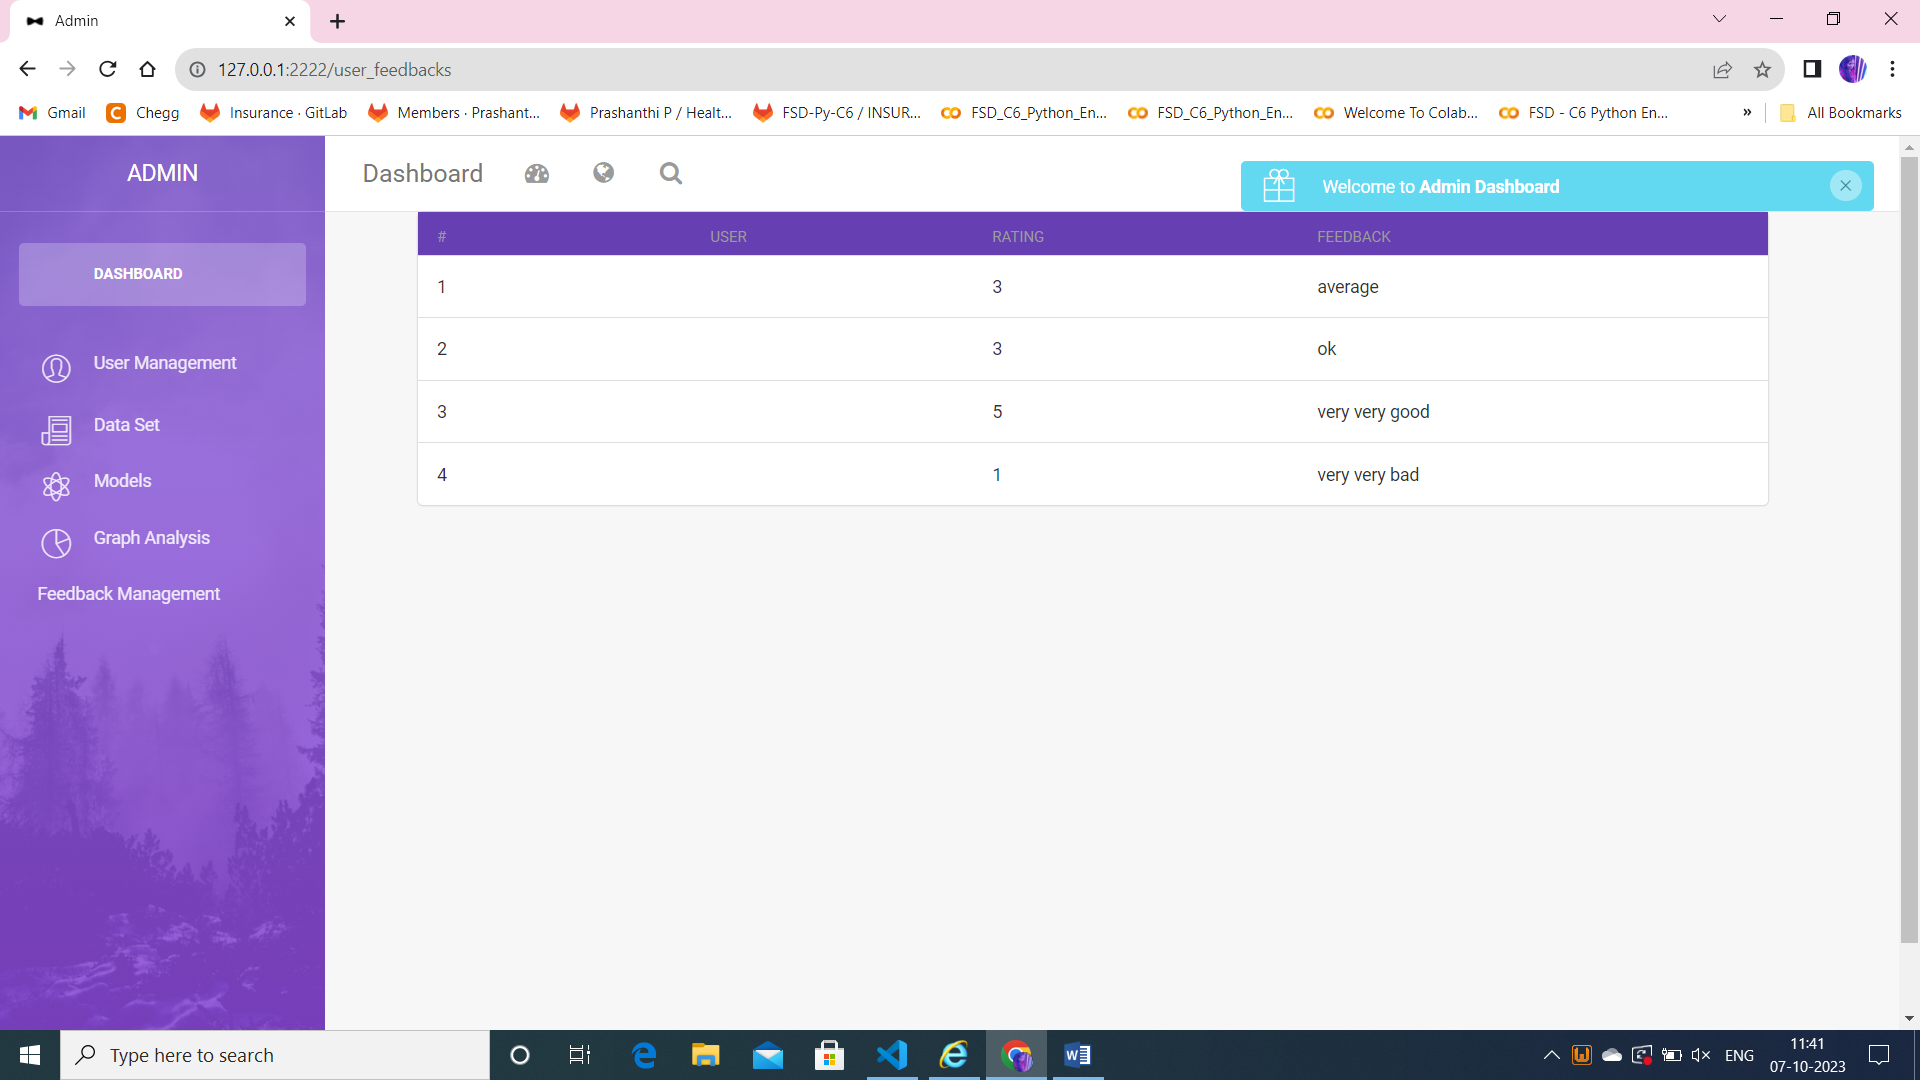 Admin
127.0.0.1:2222/user_feedbacks
Gmail
Chegg
Insurance · GitLab
Members · Prashant...
Prashanthi P / Healt...
FSD-Py-C6 / INSUR...
FSD_C6_Python_En...
FSD_C6_Python_En...
Welcome To Colab...
FSD - C6 Python En...
»
All Bookmarks
ADMIN
DASHBOARD
User Management
Data Set
Models
Graph Analysis
Feedback Management
Dashboard
Welcome to Admin Dashboard
# USER RATING FEEDBACK
1 3 average
2 3 ok
3 5 very very good
4 1 very very bad
Type here to search
ENG
11:41
07-10-2023